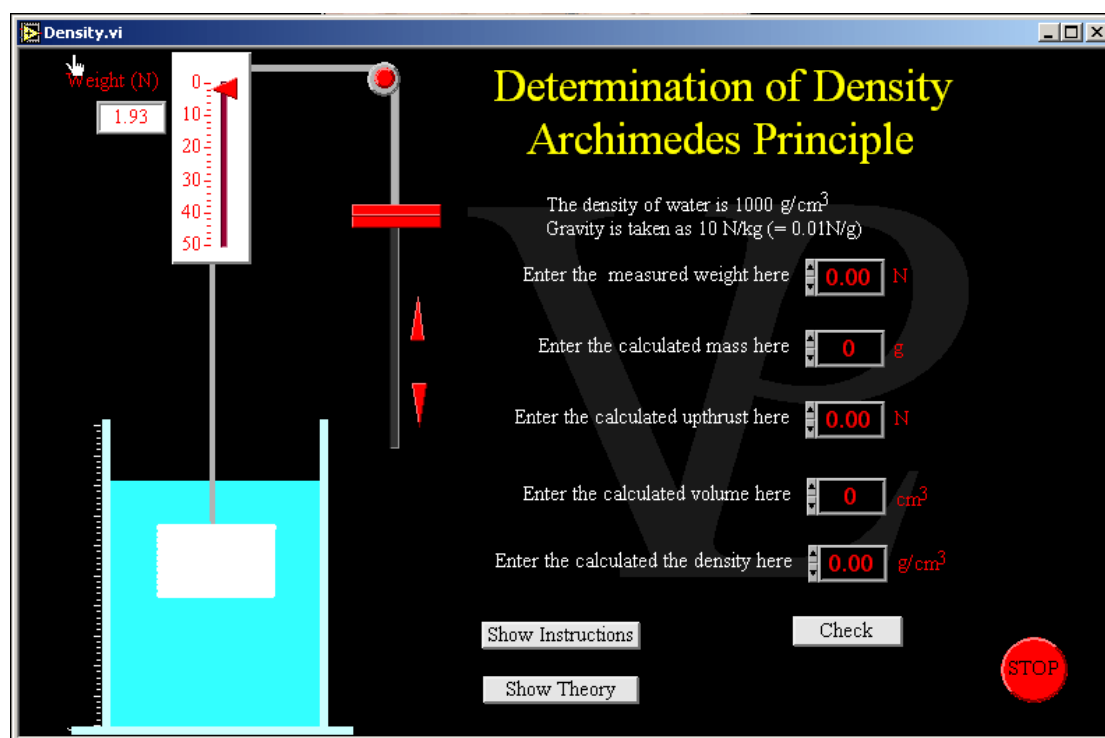 Density.vi
Weight (N)
1.93
0
10
20
30
40
50
Determination of Density
Archimedes Principle
The density of water is 1000 g/cm³
Gravity is taken as 10 N/kg (= 0.01N/g)
Enter the measured weight here 0.00 N
Enter the calculated mass here 0 g
Enter the calculated upthrust here 0.00 N
Enter the calculated volume here 0 cm³
Enter the calculated the density here 0.00 g/cm³
Show Instructions
Check
Show Theory
STOP
VPL